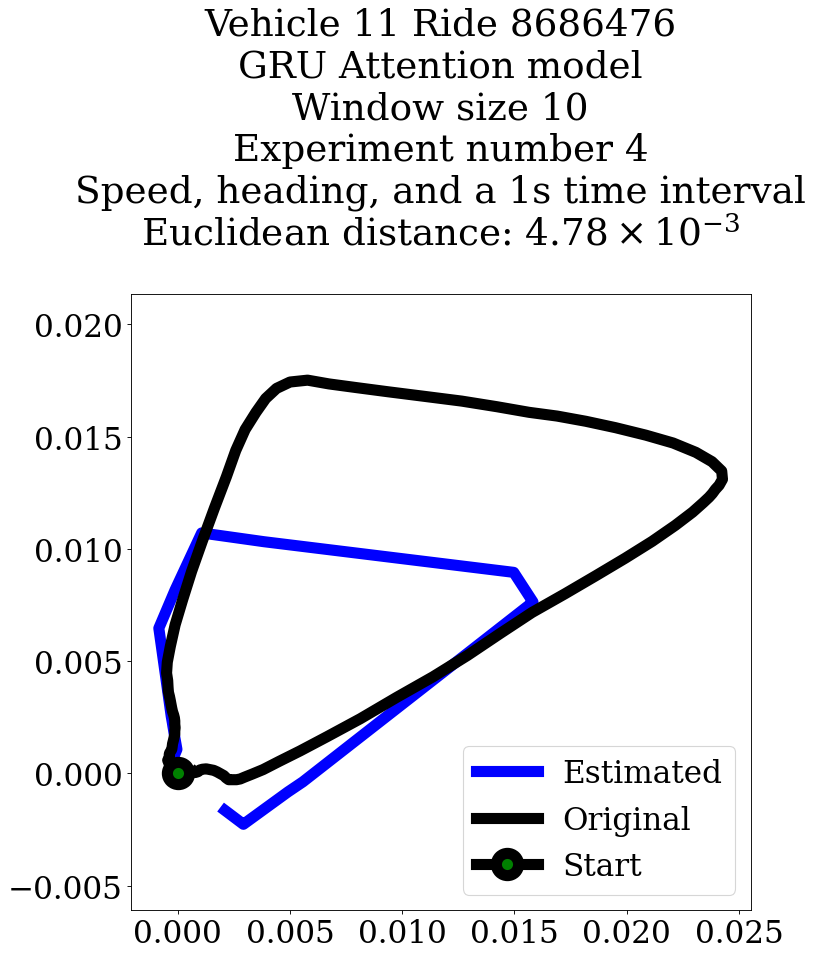 Vehicle 11 Ride 8686476
GRU Attention model
Window size 10
Experiment number 4
Speed, heading, and a 1s time interval
Euclidean distance: 4.78 × 10⁻³
0.020
0.015
0.010
0.005
0.000
−0.005
Estimated
Original
Start
0.000 0.005 0.010 0.015 0.020 0.025